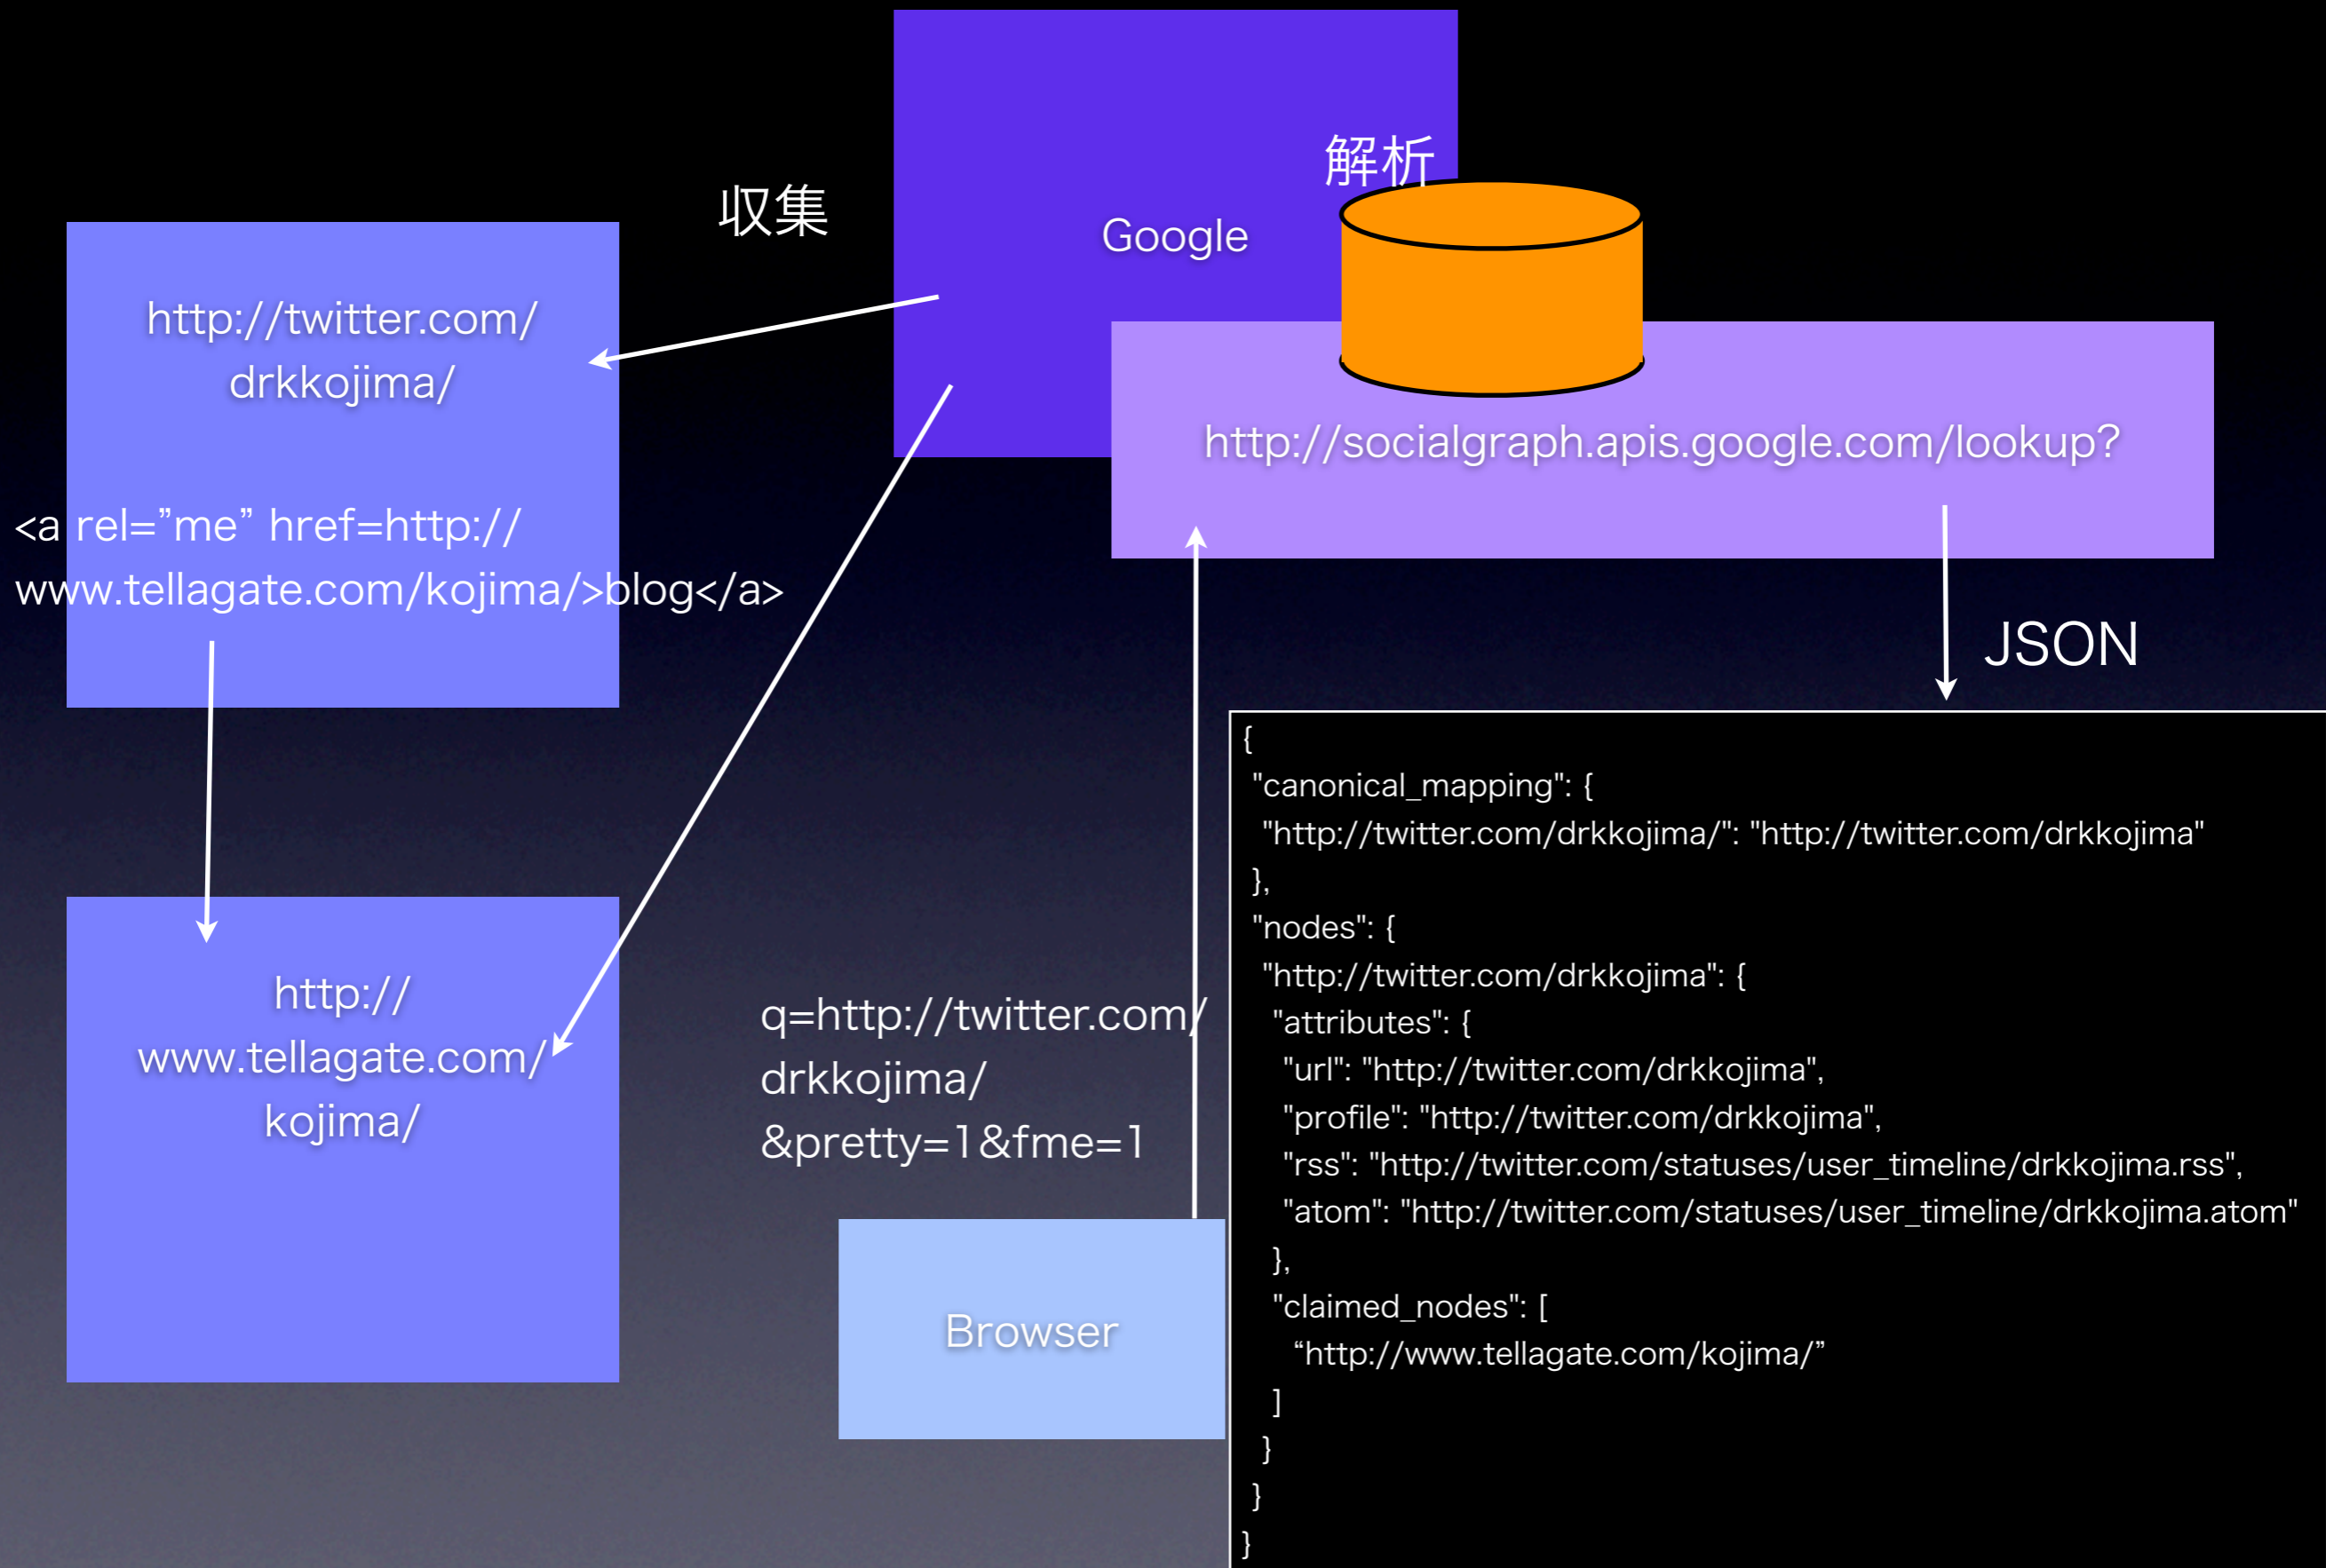 解析
収集
Google
http://twitter.com/
drkkojima/
<a rel=”me” href=http://
www.tellagate.com/kojima/>blog</a>
http://socialgraph.apis.google.com/lookup?
JSON
http://
www.tellagate.com/
kojima/
q=http://twitter.com/
drkkojima/
&pretty=1&fme=1
Browser
{
"canonical_mapping": {
"http://twitter.com/drkkojima/": "http://twitter.com/drkkojima"
},
"nodes": {
"http://twitter.com/drkkojima": {
"attributes": {
"url": "http://twitter.com/drkkojima",
"profile": "http://twitter.com/drkkojima",
"rss": "http://twitter.com/statuses/user_timeline/drkkojima.rss",
"atom": "http://twitter.com/statuses/user_timeline/drkkojima.atom"
},
"claimed_nodes": [
“http://www.tellagate.com/kojima/”
]
}
}
}